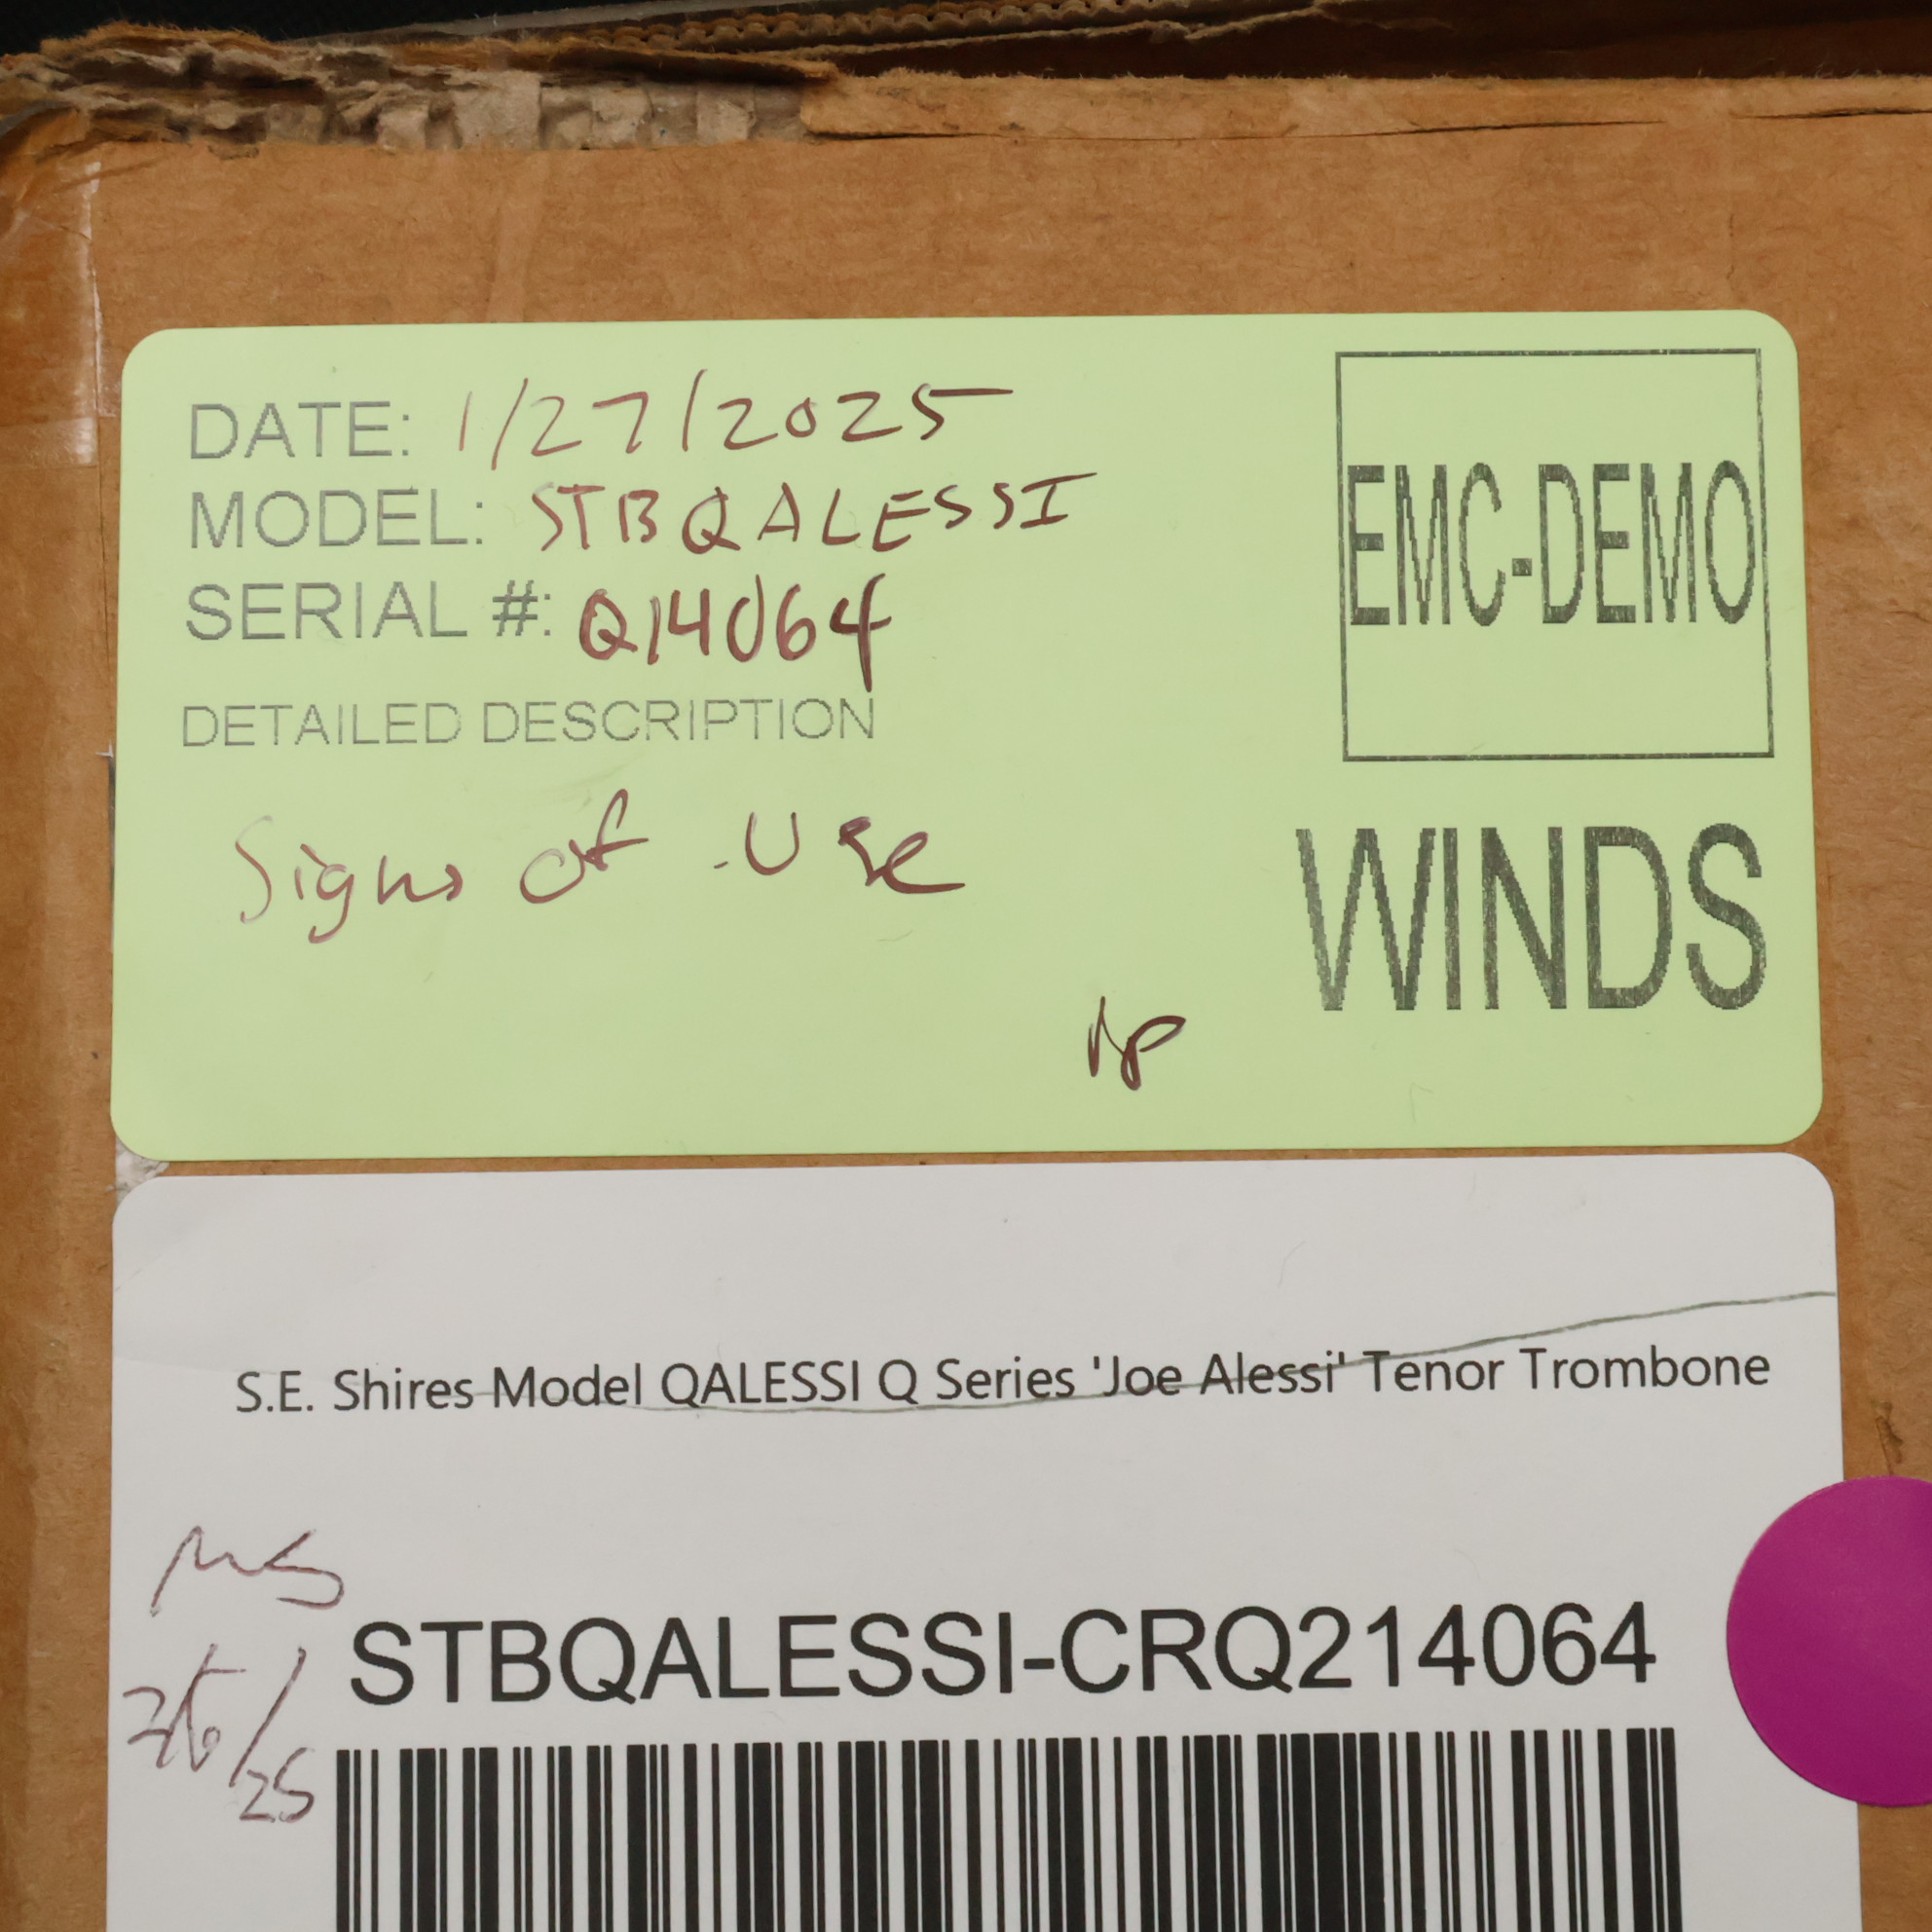 DATE: 1/27/2025
MODEL: STBQALESSI
SERIAL #: Q14064
DETAILED DESCRIPTION
Signs of Use
EMC-DEMO
WINDS
S.E. Shires Model QALESSI Q Series 'Joe Alessi' Tenor Trombone
MS
STBQALESSI-CRQ214064